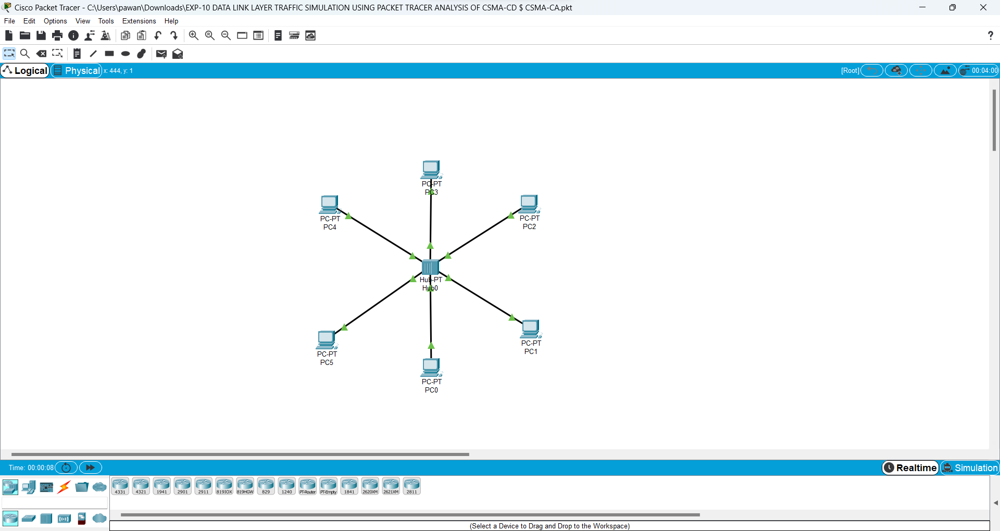 Cisco Packet Tracer - C:\Users\pawan\Downloads\EXP-10 DATA LINK LAYER TRAFFIC SIMULATION USING PACKET TRACER ANALYSIS OF CSMA-CD $ CSMA-CA.pkt
File Edit Options View Tools Extensions Help
Logical Physical x: 444, y: 1 [Root] 00:04:00
PC-PT
PC3
PC-PT
PC4
PC-PT
PC2
Hub-PT
Hub0
PC-PT
PC1
PC-PT
PC5
PC-PT
PC0
Time: 00:00:08 Realtime Simulation
4331 4321 1941 2901 2911 819IOX 819HGW 829 1240 PT-Router PT-Empty 1841 2620XM 2621XM 2811
(Select a Device to Drag and Drop to the Workspace)